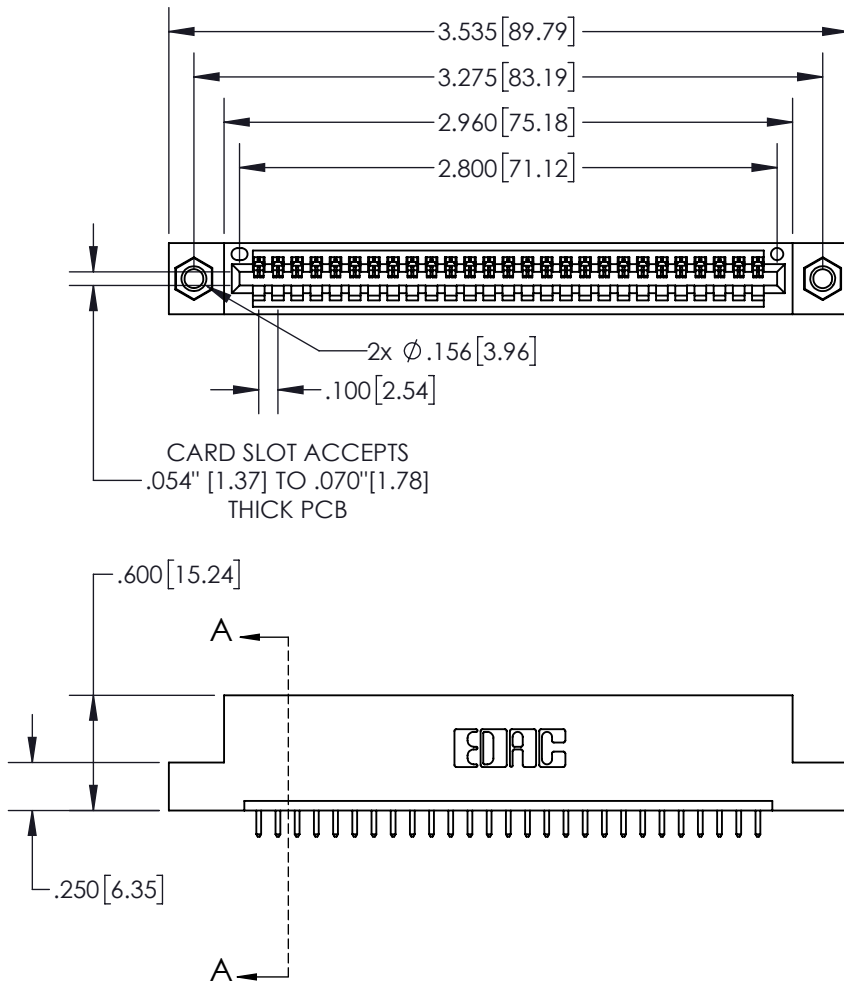 3.535[89.79]
3.275[83.19]
2.960[75.18]
2.800[71.12]
2x ∅.156[3.96]
.100[2.54]
CARD SLOT ACCEPTS
.054" [1.37] TO .070"[1.78]
THICK PCB
.600[15.24]
A
EDAC
.250[6.35]
A